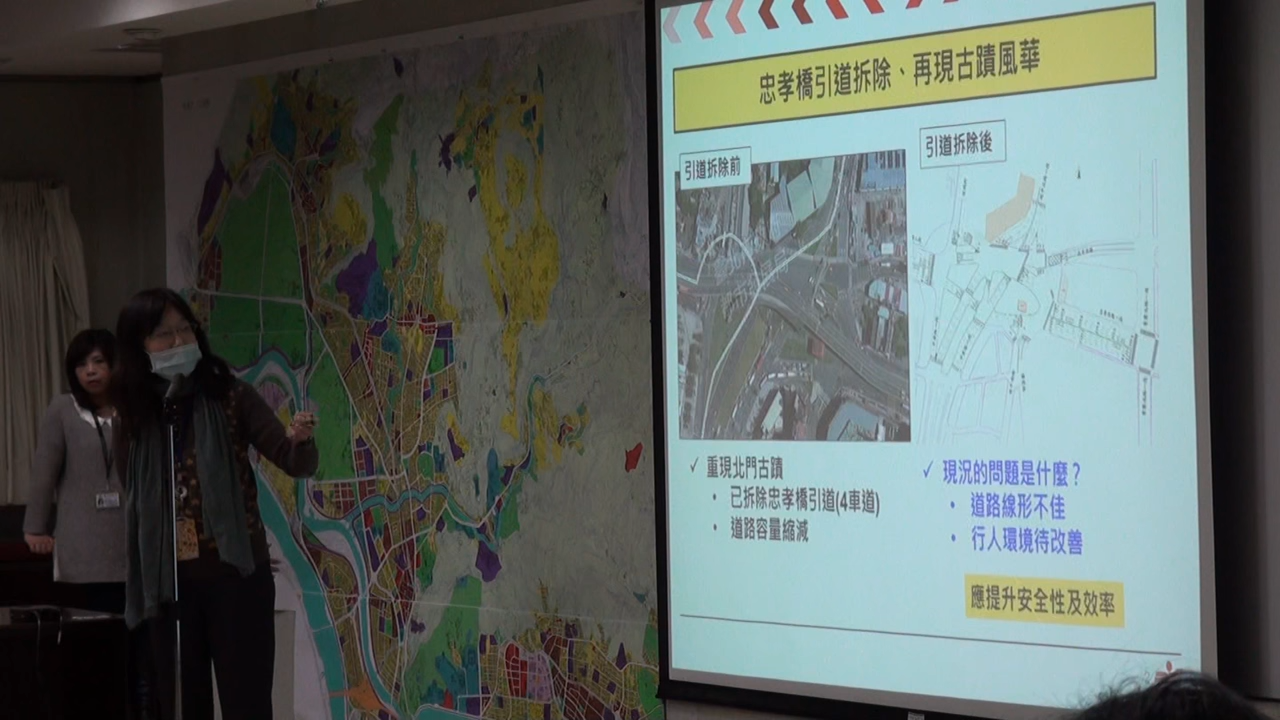 忠孝橋引道拆除、再現古蹟風華
引道拆除前
引道拆除後
✓ 重現北門古蹟
• 已拆除忠孝橋引道(4車道)
• 道路容量縮減
✓ 現況的問題是什麼？
• 道路線形不佳
• 行人環境待改善
應提升安全性及效率